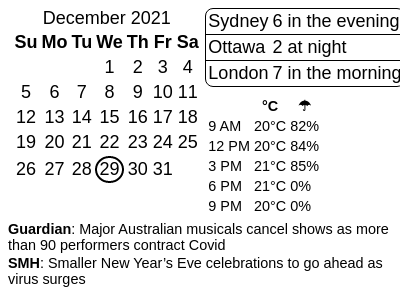 December 2021
Su Mo Tu We Th Fr Sa
1 2 3 4
5 6 7 8 9 10 11
12 13 14 15 16 17 18
19 20 21 22 23 24 25
26 27 28 29 30 31
Sydney 6 in the evening
Ottawa 2 at night
London 7 in the morning
°C ☂
9 AM 20°C 82%
12 PM 20°C 84%
3 PM 21°C 85%
6 PM 21°C 0%
9 PM 20°C 0%
Guardian: Major Australian musicals cancel shows as more
than 90 performers contract Covid
SMH: Smaller New Year’s Eve celebrations to go ahead as
virus surges